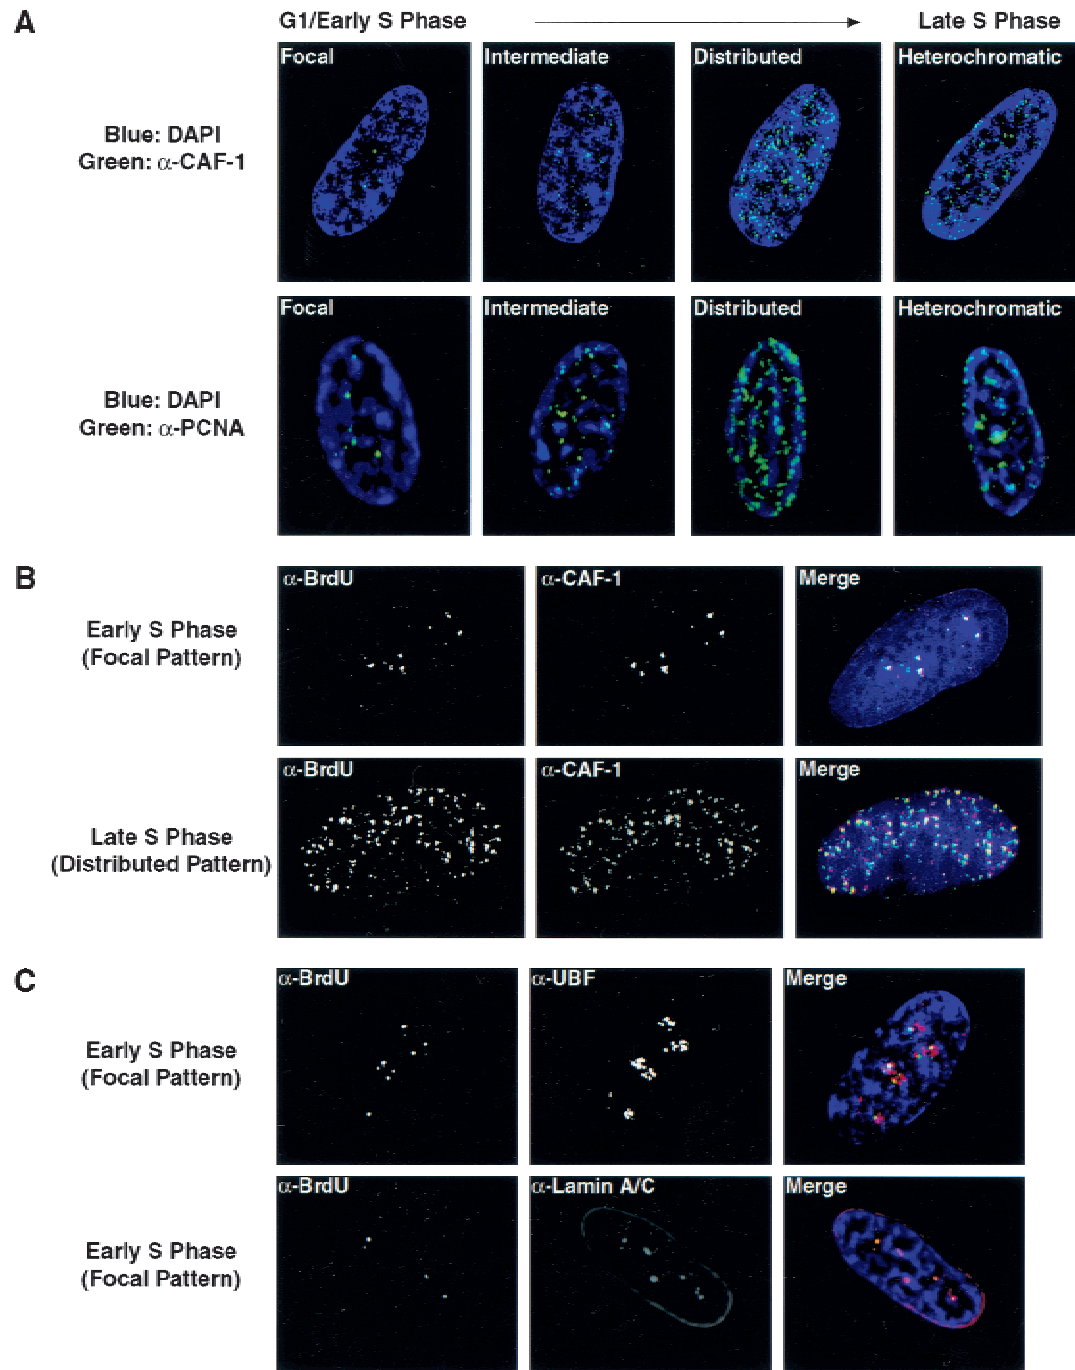 A
G1/Early S Phase
Late S Phase
Blue: DAPI
Green: α-CAF-1
Focal
Intermediate
Distributed
Heterochromatic
Blue: DAPI
Green: α-PCNA
Focal
Intermediate
Distributed
Heterochromatic
B
Early S Phase
(Focal Pattern)
α-BrdU
α-CAF-1
Merge
Late S Phase
(Distributed Pattern)
α-BrdU
α-CAF-1
Merge
C
Early S Phase
(Focal Pattern)
α-BrdU
α-UBF
Merge
Early S Phase
(Focal Pattern)
α-BrdU
α-Lamin A/C
Merge